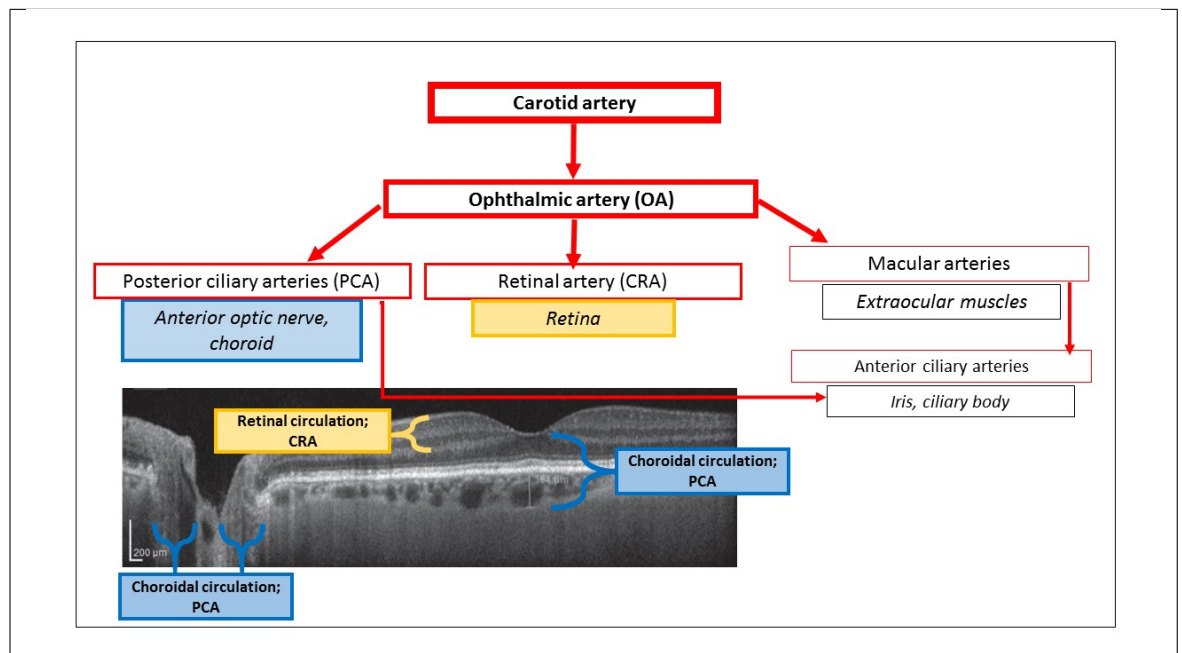 Carotid artery
Ophthalmic artery (OA)
Posterior ciliary arteries (PCA)
Anterior optic nerve,
choroid
Retinal artery (CRA)
Retina
Macular arteries
Extraocular muscles
Anterior ciliary arteries
Iris, ciliary body
Retinal circulation;
CRA
Choroidal circulation;
PCA
200 µm
Choroidal circulation;
PCA